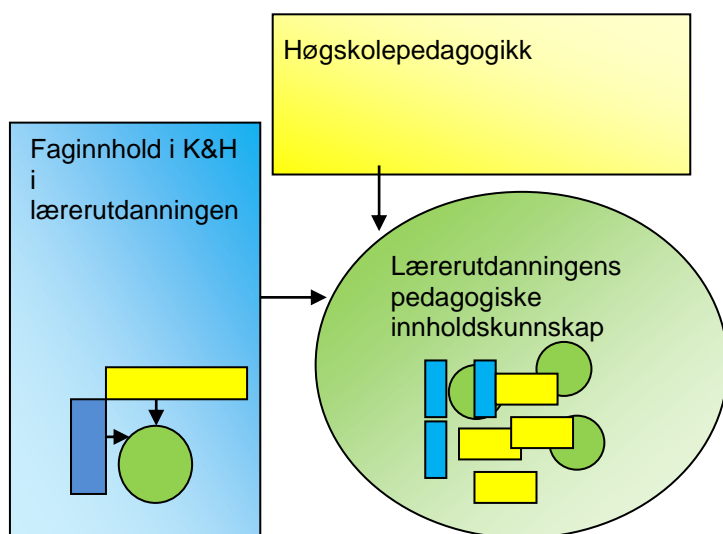 Høgskolepedagogikk
Faginnhold i K&H
i
lærerutdanningen
Lærerutdanningens
pedagogiske
innholdskunnskap